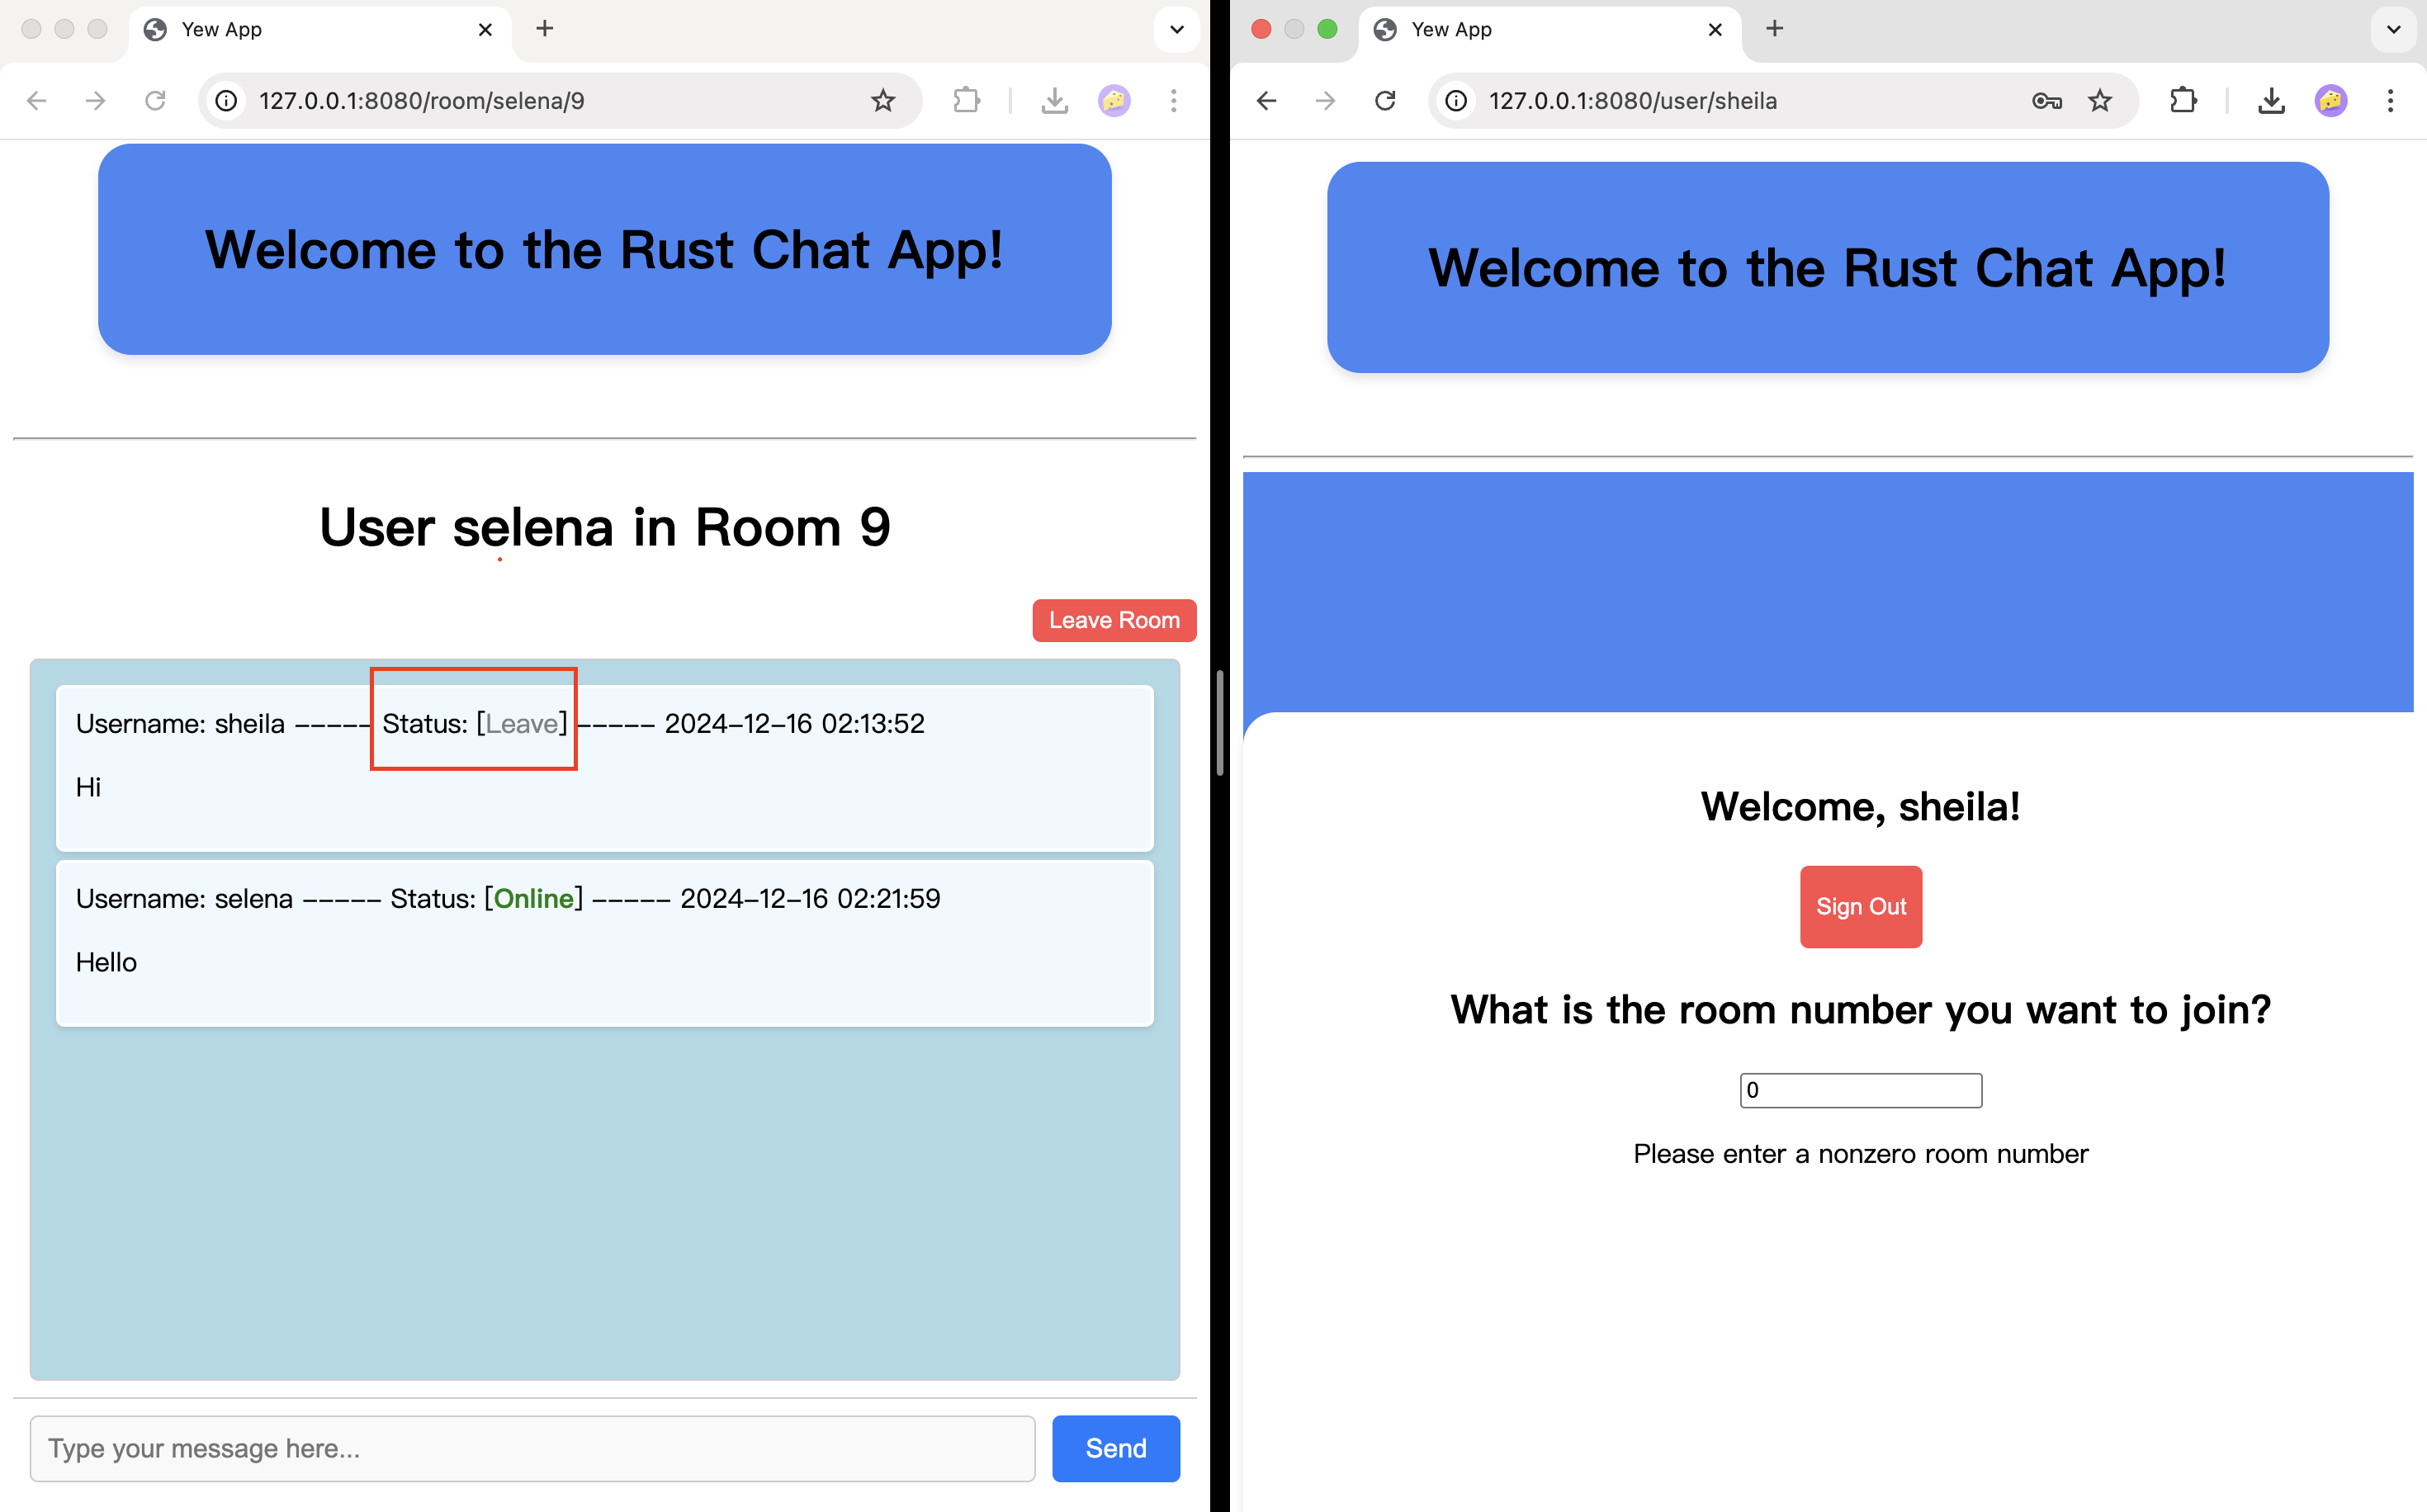 Yew App
127.0.0.1:8080/room/selena/9
Welcome to the Rust Chat App!
User selena in Room 9
Leave Room
Username: sheila ––––– Status: [Leave] ––––– 2024–12–16 02:13:52
Hi
Username: selena ––––– Status: [Online] ––––– 2024–12–16 02:21:59
Hello
Type your message here...
Send
Yew App
127.0.0.1:8080/user/sheila
Welcome to the Rust Chat App!
Welcome, sheila!
Sign Out
What is the room number you want to join?
0
Please enter a nonzero room number